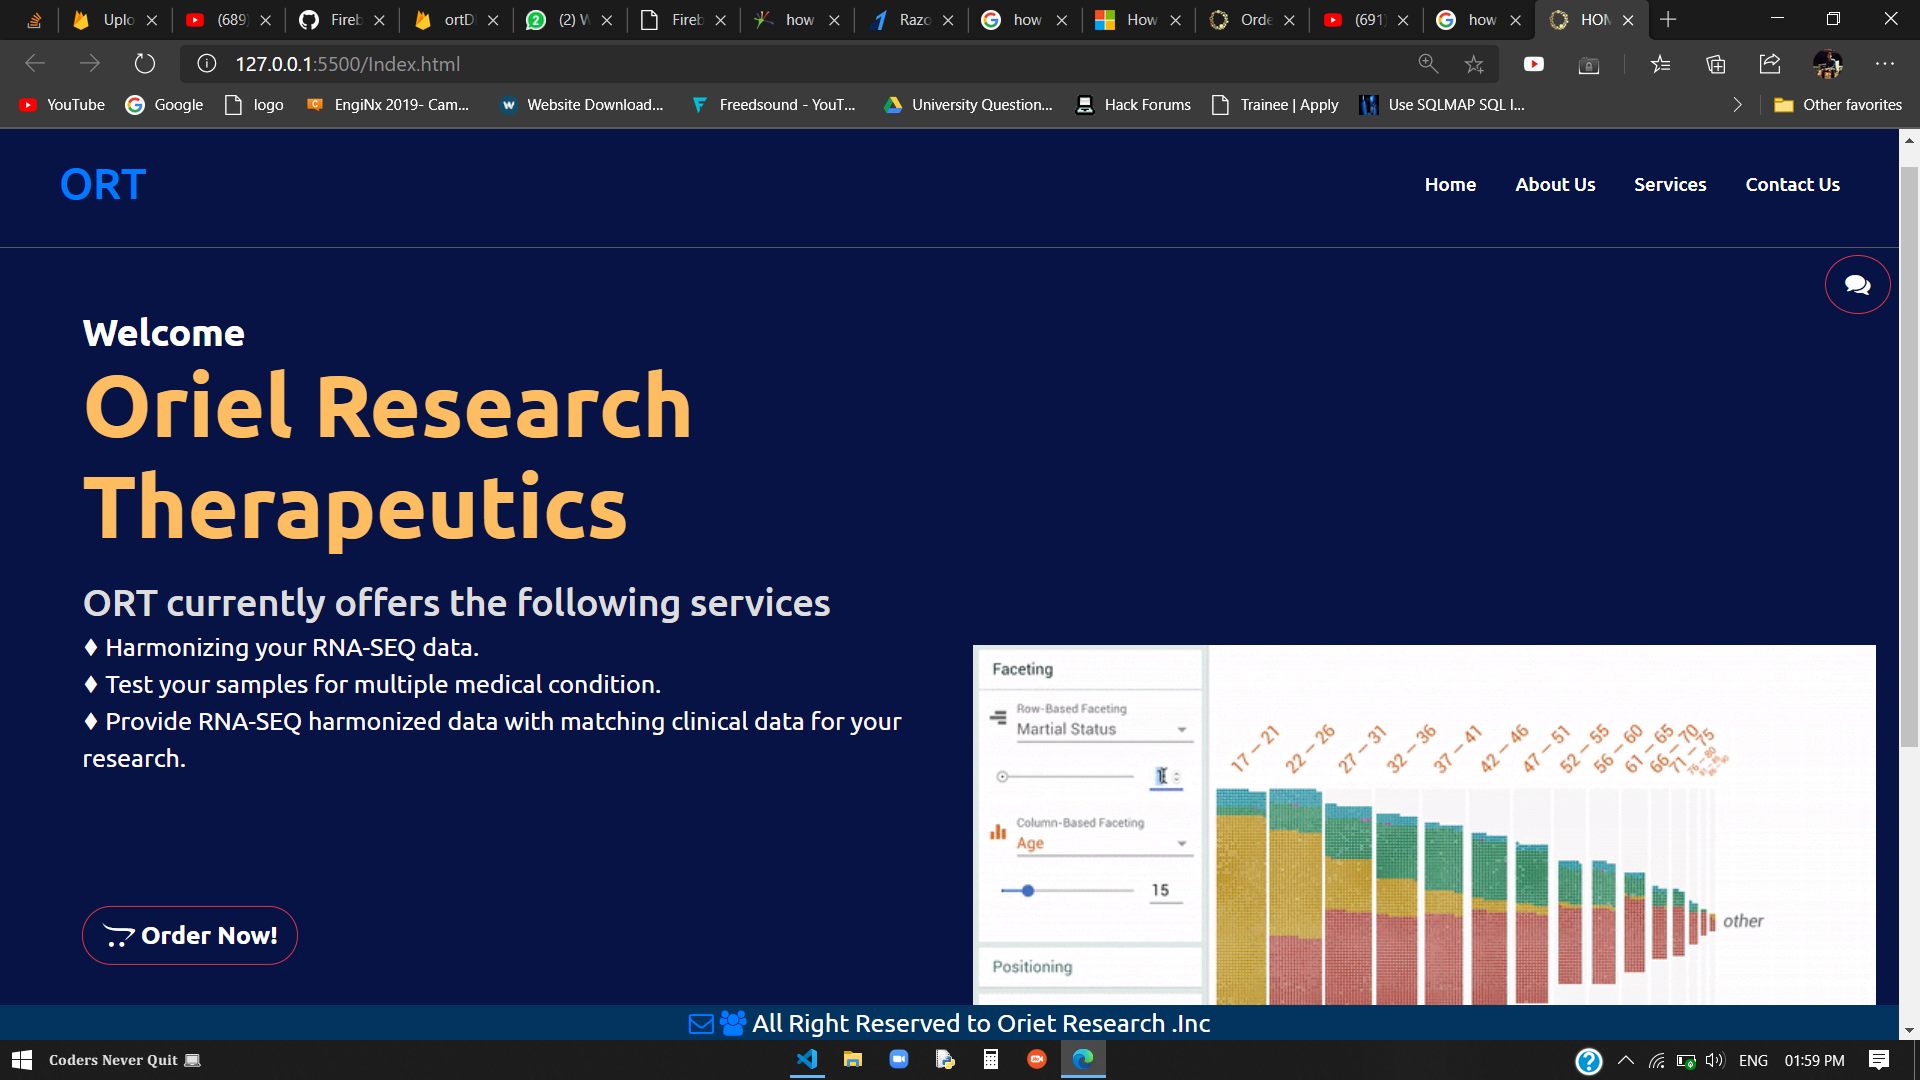 Uplo
(689)
Fireb
ortD
(2) W
Fireb
how
Razo
how
How
Orde
(691)
how
HOM
127.0.0.1:5500/Index.html
YouTube
Google
logo
EngiNx 2019- Cam...
Website Download...
Freedsound - YouT...
University Question...
Hack Forums
Trainee | Apply
Use SQLMAP SQL I...
Other favorites
ORT
Home
About Us
Services
Contact Us
Welcome
Oriel Research
Therapeutics
ORT currently offers the following services
♦ Harmonizing your RNA-SEQ data.
♦ Test your samples for multiple medical condition.
♦ Provide RNA-SEQ harmonized data with matching clinical data for your
research.
Order Now!
Faceting
Row-Based Faceting
Martial Status
Column-Based Faceting
Age
15
Positioning
17 – 21
22 – 26
27 – 31
32 – 36
37 – 41
42 – 46
47 – 51
52 – 55
56 – 60
61 – 65
66 – 70
71 – 75
76 – 80
other
All Right Reserved to Oriet Research .Inc
Coders Never Quit
ENG
01:59 PM